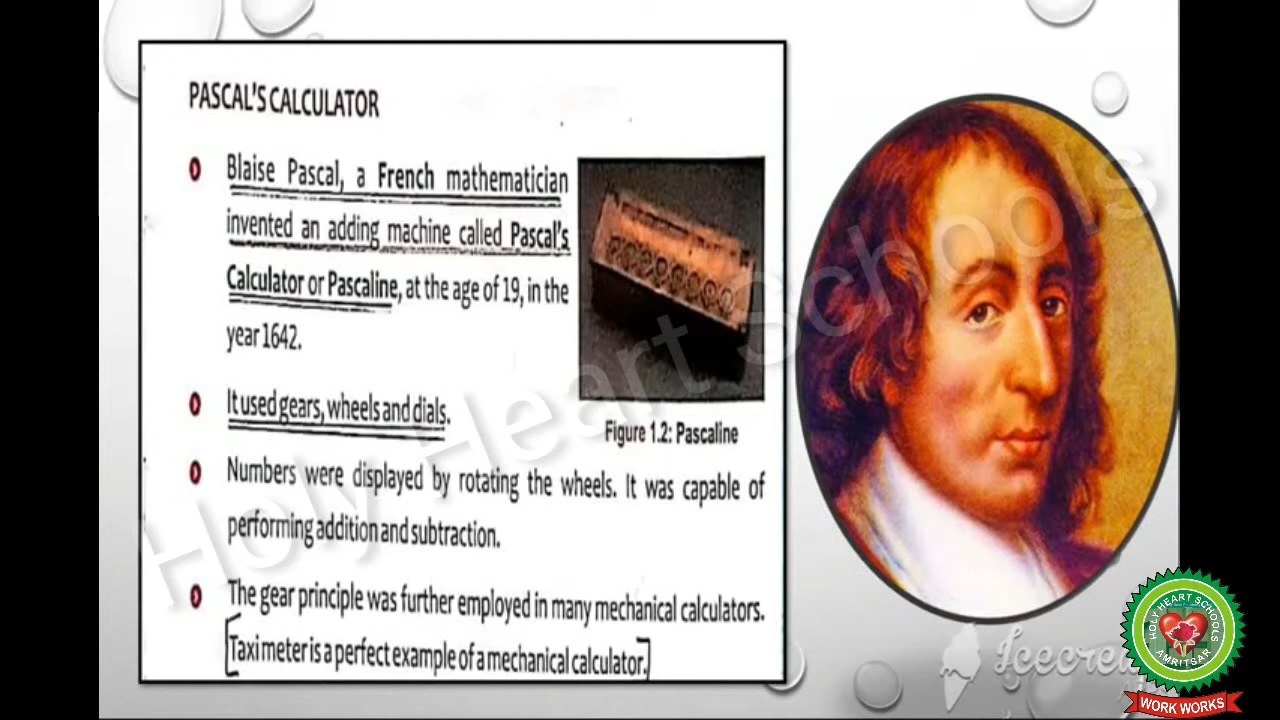 PASCAL'S CALCULATOR
Blaise Pascal, a French mathematician
invented an adding machine called Pascal's
Calculator or Pascaline, at the age of 19, in the
year 1642.
It used gears, wheels and dials.
Figure 1.2: Pascaline
Numbers were displayed by rotating the wheels. It was capable of
performing addition and subtraction.
The gear principle was further employed in many mechanical calculators.
Taximeter is a perfect example of a mechanical calculator.
Holy Heart Schools
HOLY HEART SCHOOLS
AMRITSAR
WORK WORKS